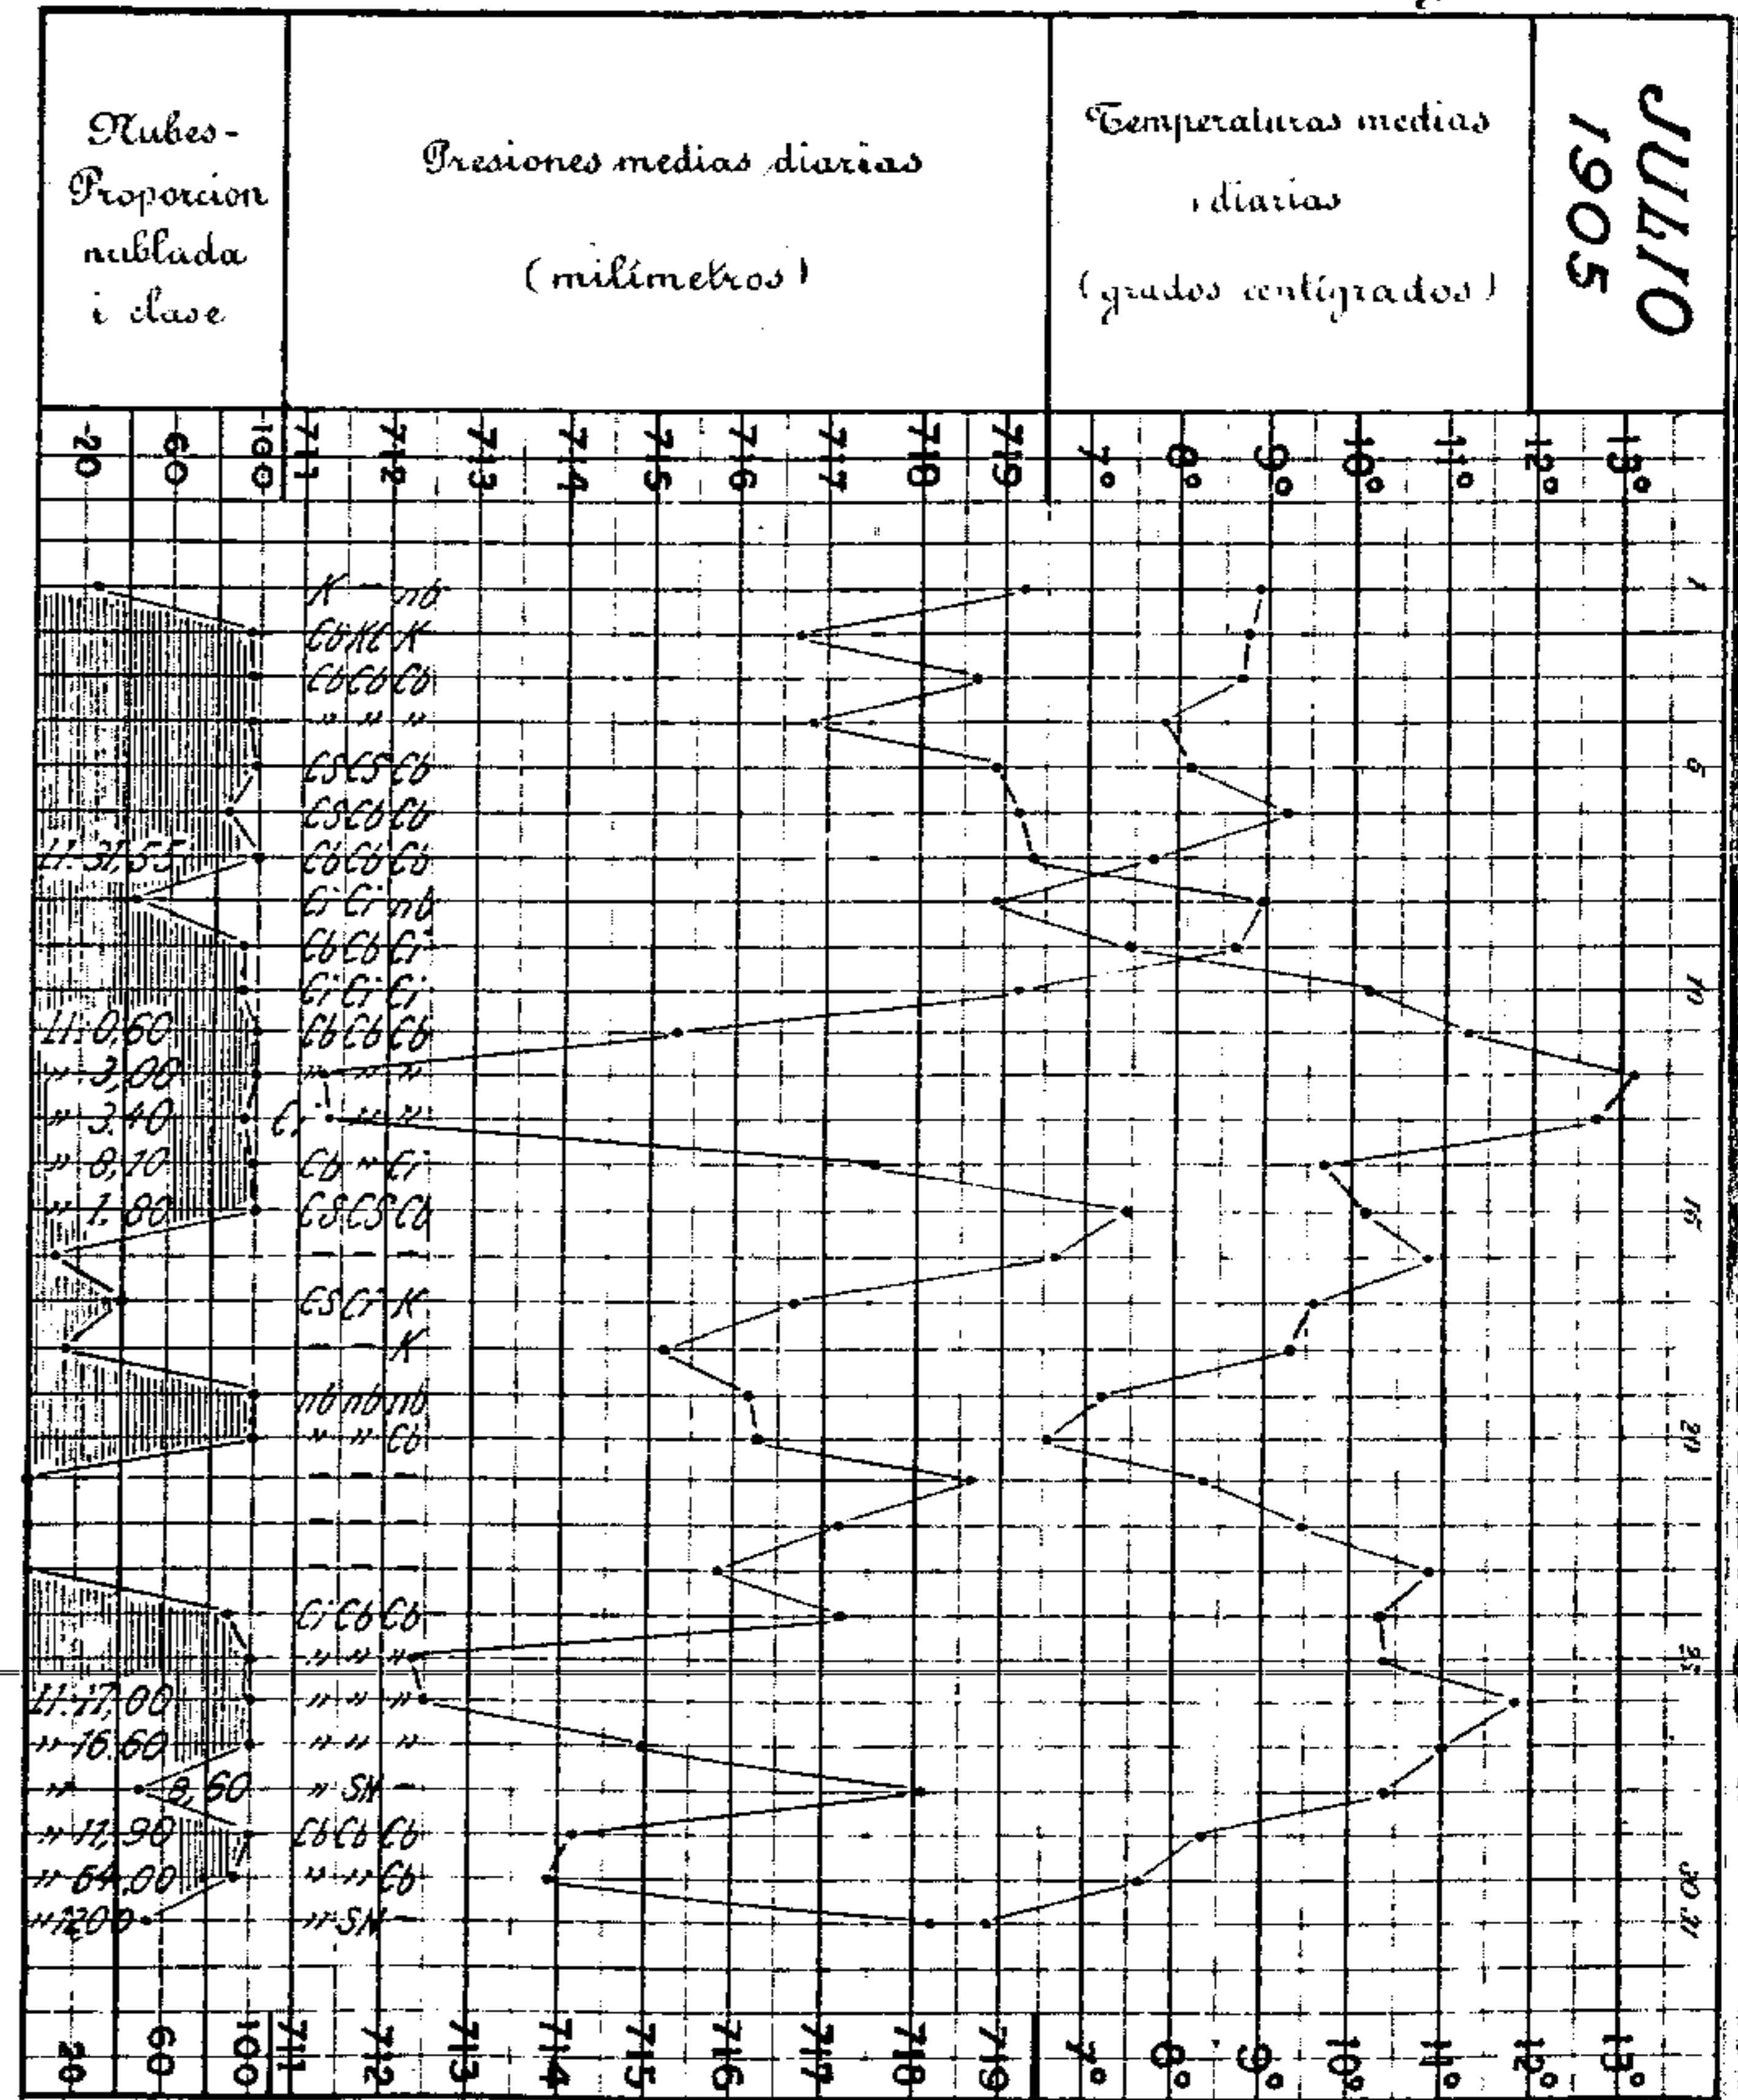 Nubes-
Proporcion
nublada
i clase
Presiones medias diarias
(milímetros)
Temperaturas medias
diarias
(grados centígrados)
JULIO
1905
20 60 100 711 712 713 714 715 716 717 718 719 7° 8° 9° 10° 11° 12° 13°
K — nb 1
Cb Kc K
Cb Cb Cb
" " "
CS CS Cb 5
CS Cb Cb
Ll. 31,55 Cb Cb Cb
Ci Ci nb
Cb Cb Ci
Ci Ci Ci 10
Ll. 0,60 Cb Cb Cb
" 3,00 " " "
" 3.40 Ci " "
" 8,10 Cb " Ci
" 1,80 CS CS Cb 15
— — —
CS Ci K
— — K
nb nb nb
" " Cb 20
— — —
— — —
— — —
Ci Cb Cb
" " " 25
Ll. 17,00 " " "
" 16.60 " " "
" 8,60 " SN —
" 11,90 Cb Cb Cb
" 64,00 " " Cb 30
" 1200 " SN — 31
20 60 100 711 712 713 714 715 716 717 718 719 7° 8° 9° 10° 11° 12° 13°